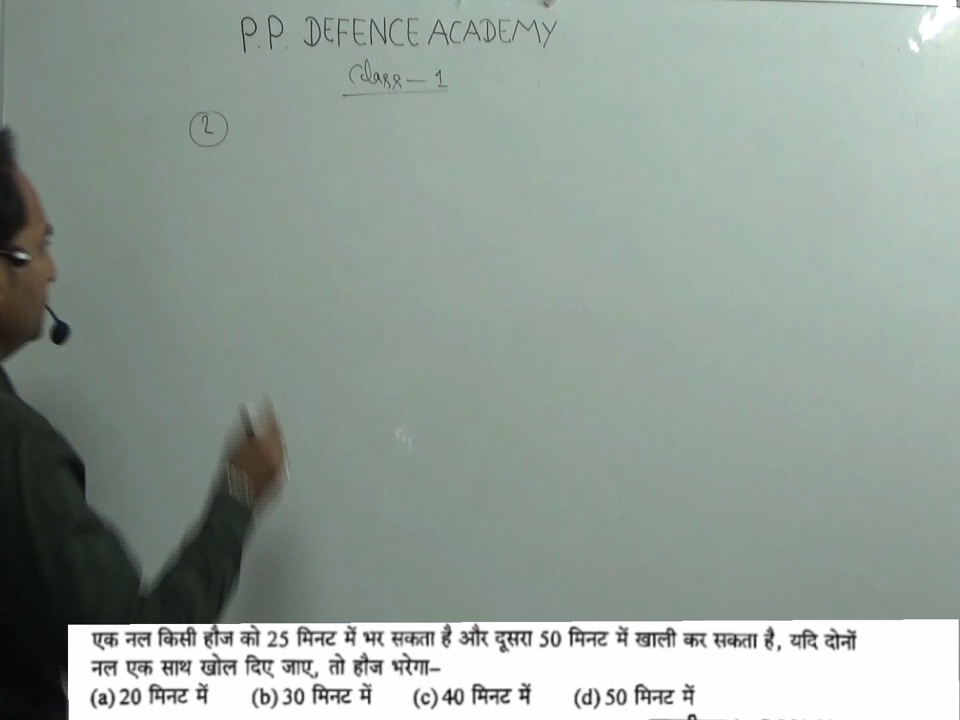 P.P. DEFENCE ACADEMY
Class - 1
2
एक नल किसी हौज को 25 मिनट में भर सकता है और दूसरा 50 मिनट में खाली कर सकता है, यदि दोनों
नल एक साथ खोल दिए जाए, तो हौज भरेगा–
(a) 20 मिनट में (b) 30 मिनट में (c) 40 मिनट में (d) 50 मिनट में